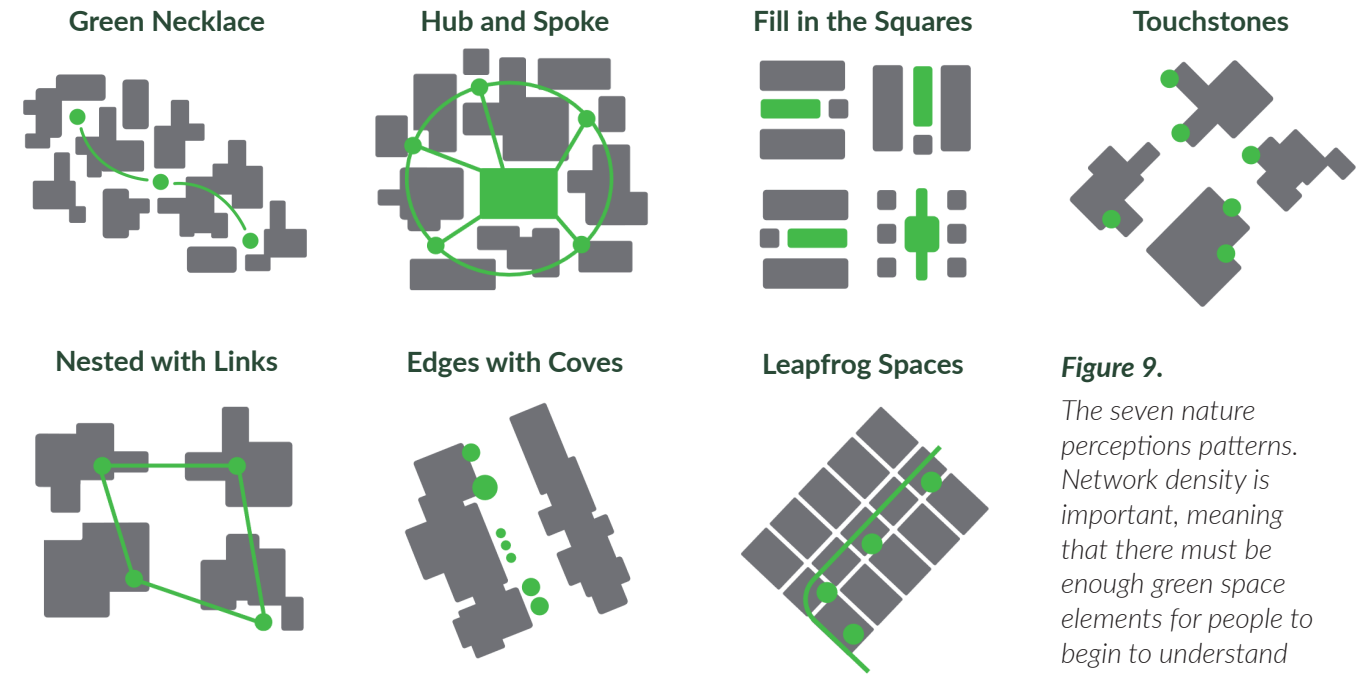 Green Necklace
Hub and Spoke
Fill in the Squares
Touchstones
Nested with Links
Edges with Coves
Leapfrog Spaces
Figure 9.
The seven nature
perceptions patterns.
Network density is
important, meaning
that there must be
enough green space
elements for people to
begin to understand